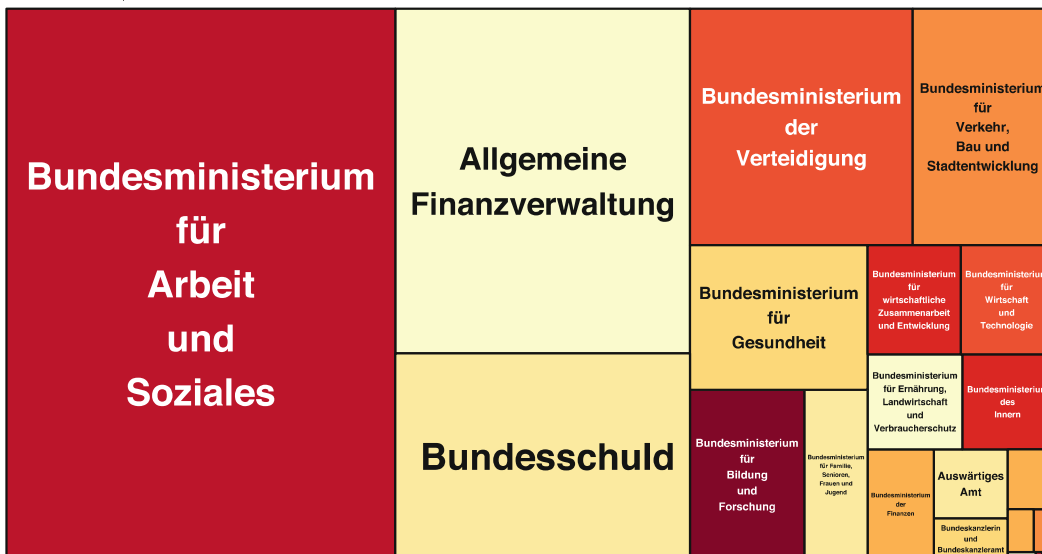 Bundesministerium
für
Arbeit
und
Soziales
Allgemeine
Finanzverwaltung
Bundesschuld
Bundesministerium
der
Verteidigung
Bundesministerium
für
Verkehr,
Bau und
Stadtentwicklung
Bundesministerium
für
Gesundheit
Bundesministerium
für
wirtschaftliche
Zusammenarbeit
und Entwicklung
Bundesministerium
für
Wirtschaft
und
Technologie
Bundesministerium
für Ernährung,
Landwirtschaft
und
Verbraucherschutz
Bundesministerium
des
Innern
Bundesministerium
für
Bildung
und
Forschung
Bundesministerium
für Familie,
Senioren,
Frauen und
Jugend
Bundesministerium
der
Finanzen
Auswärtiges
Amt
Bundeskanzlerin
und
Bundeskanzleramt